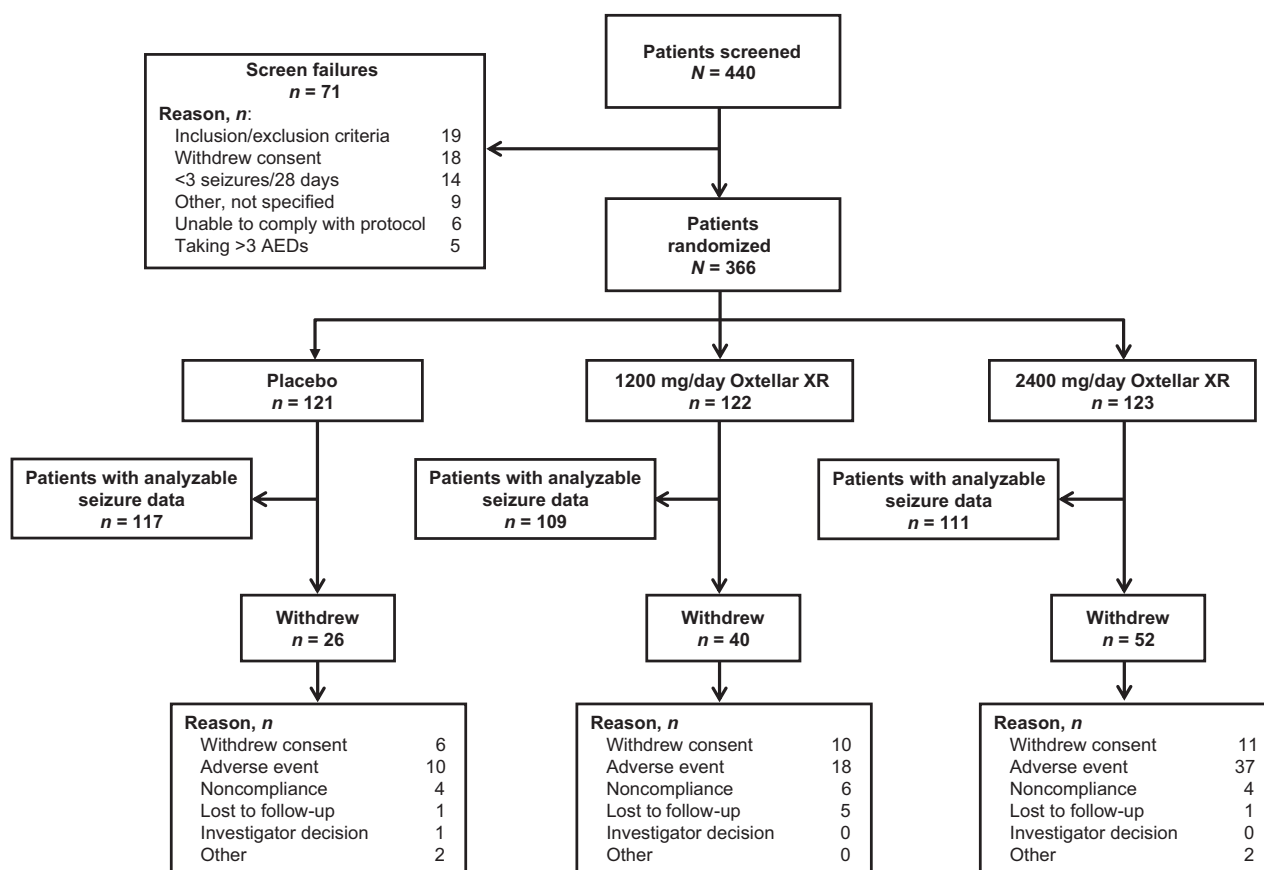 Patients screened
N = 440
Screen failures
n = 71
Reason, n:
Inclusion/exclusion criteria 19
Withdrew consent 18
<3 seizures/28 days 14
Other, not specified 9
Unable to comply with protocol 6
Taking >3 AEDs 5
Patients
randomized
N = 366
Placebo
n = 121
1200 mg/day Oxtellar XR
n = 122
2400 mg/day Oxtellar XR
n = 123
Patients with analyzable
seizure data
n = 117
Patients with analyzable
seizure data
n = 109
Patients with analyzable
seizure data
n = 111
Withdrew
n = 26
Withdrew
n = 40
Withdrew
n = 52
Reason, n
Withdrew consent 6
Adverse event 10
Noncompliance 4
Lost to follow-up 1
Investigator decision 1
Other 2
Reason, n
Withdrew consent 10
Adverse event 18
Noncompliance 6
Lost to follow-up 5
Investigator decision 0
Other 0
Reason, n
Withdrew consent 11
Adverse event 37
Noncompliance 4
Lost to follow-up 1
Investigator decision 0
Other 2